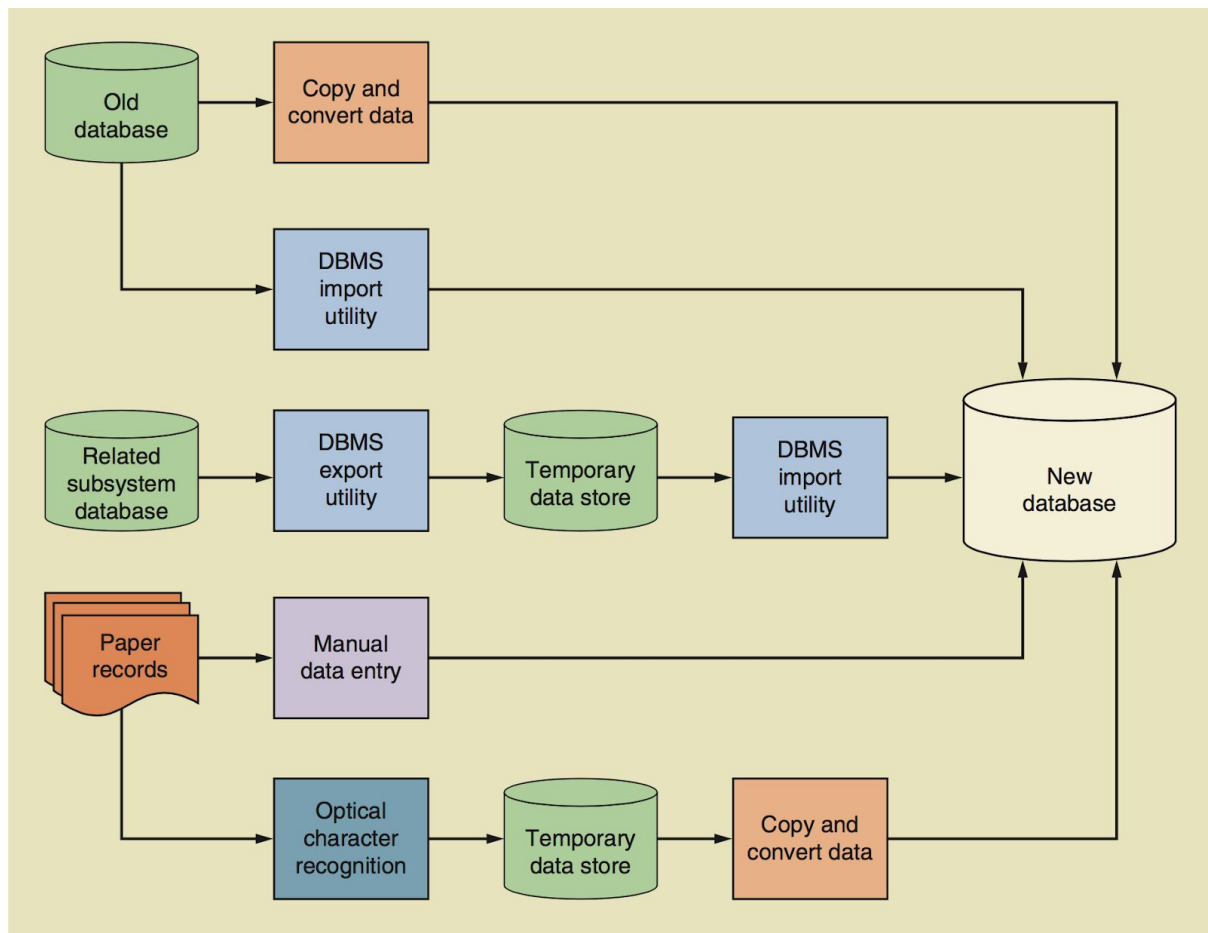 Old
database
Copy and
convert data
DBMS
import
utility
Related
subsystem
database
DBMS
export
utility
Temporary
data store
DBMS
import
utility
New
database
Paper
records
Manual
data entry
Optical
character
recognition
Temporary
data store
Copy and
convert data